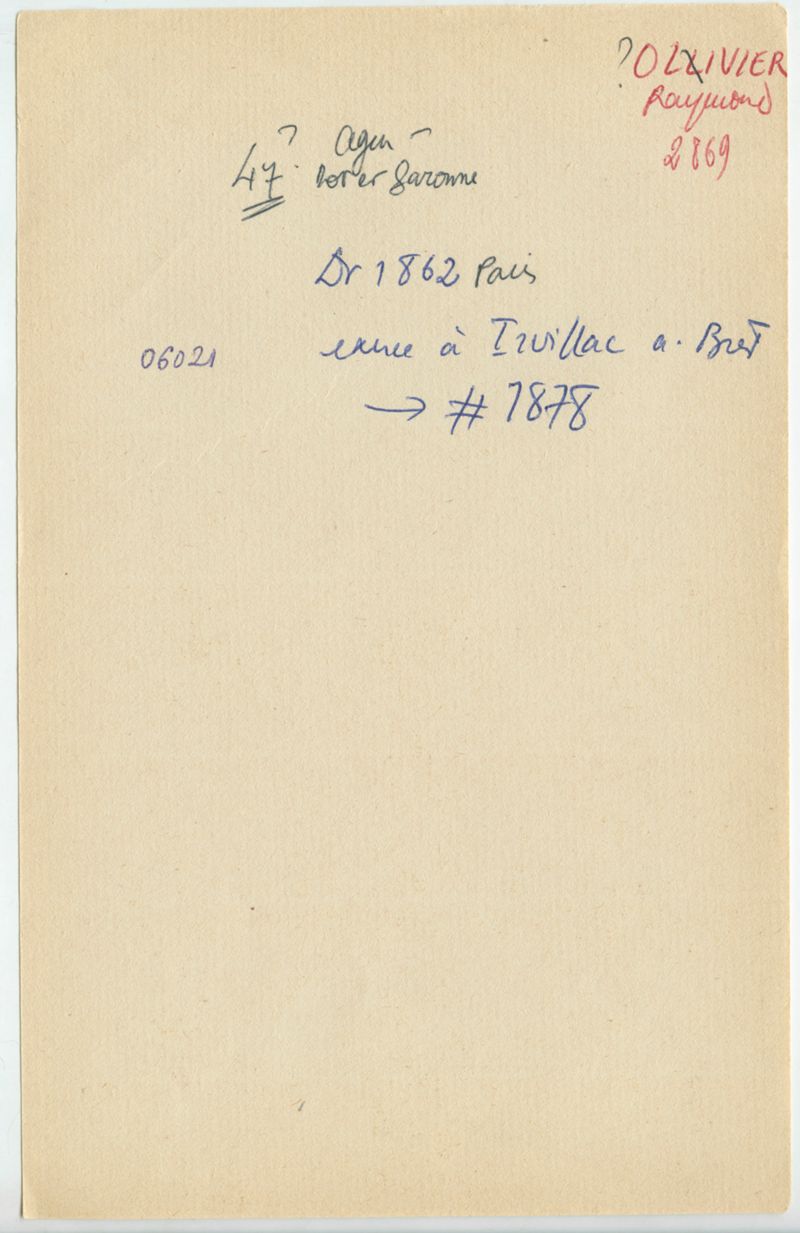 ? OLLIVIER
Raymond
2869
? Agen -
47. Lot et Garonne
Dr 1862 Paris
06021 exerce à Irvillac a. Brest
→ # 1878